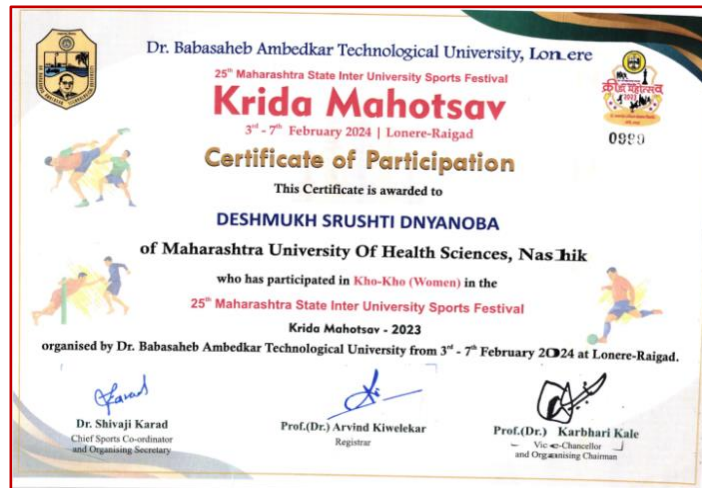 Dr. Babasaheb Ambedkar Technological University, Lonere
25th Maharashtra State Inter University Sports Festival
Krida Mahotsav
3rd - 7th February 2024 | Lonere-Raigad
क्रीडा महोत्सव
2023
0999
Certificate of Participation
This Certificate is awarded to
DESHMUKH SRUSHTI DNYANOBA
of Maharashtra University Of Health Sciences, Nashik
who has participated in Kho-Kho (Women) in the
25th Maharashtra State Inter University Sports Festival
Krida Mahotsav - 2023
organised by Dr. Babasaheb Ambedkar Technological University from 3rd - 7th February 2024 at Lonere-Raigad.
Karad
Dr. Shivaji Karad
Chief Sports Co-ordinator
and Organising Secretary
Prof.(Dr.) Arvind Kiwelekar
Registrar
Prof.(Dr.) Karbhari Kale
Vice-Chancellor
and Organising Chairman